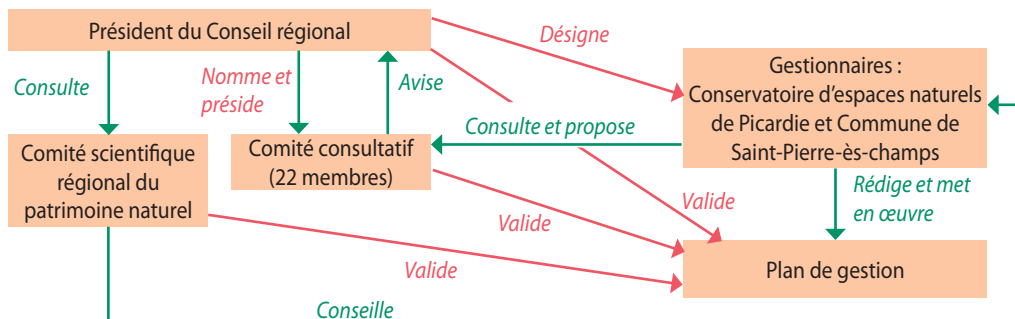 Président du Conseil régional
Désigne
Consulte
Nomme et
préside
Avise
Gestionnaires :
Conservatoire d'espaces naturels
de Picardie et Commune de
Saint-Pierre-ès-champs
Consulte et propose
Comité scientifique
régional du
patrimoine naturel
Comité consultatif
(22 membres)
Rédige et met
en œuvre
Valide
Valide
Valide
Plan de gestion
Conseille